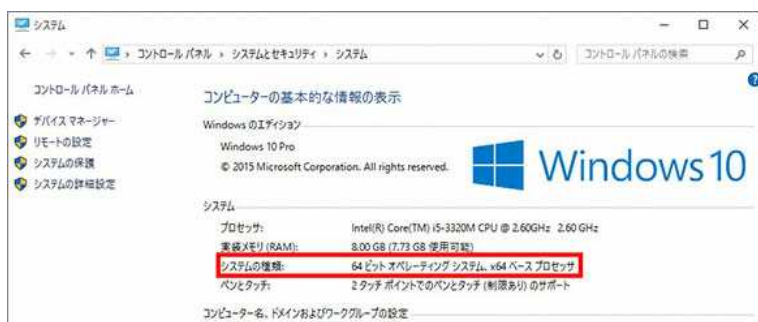 システム
コントロール パネル › システムとセキュリティ › システム
コントロール パネルの検索
コントロール パネル ホーム
デバイス マネージャー
リモートの設定
システムの保護
システムの詳細設定
コンピューターの基本的な情報の表示
Windows のエディション
Windows 10 Pro
© 2015 Microsoft Corporation. All rights reserved.
Windows 10
システム
プロセッサ: Intel(R) Core(TM) i5-3320M CPU @ 2.60GHz 2.60 GHz
実装メモリ (RAM): 8.00 GB (7.73 GB 使用可能)
システムの種類: 64 ビット オペレーティング システム、x64 ベース プロセッサ
ペンとタッチ: 2 タッチ ポイントでのペンとタッチ (制限あり) のサポート
コンピューター名、ドメインおよびワークグループの設定